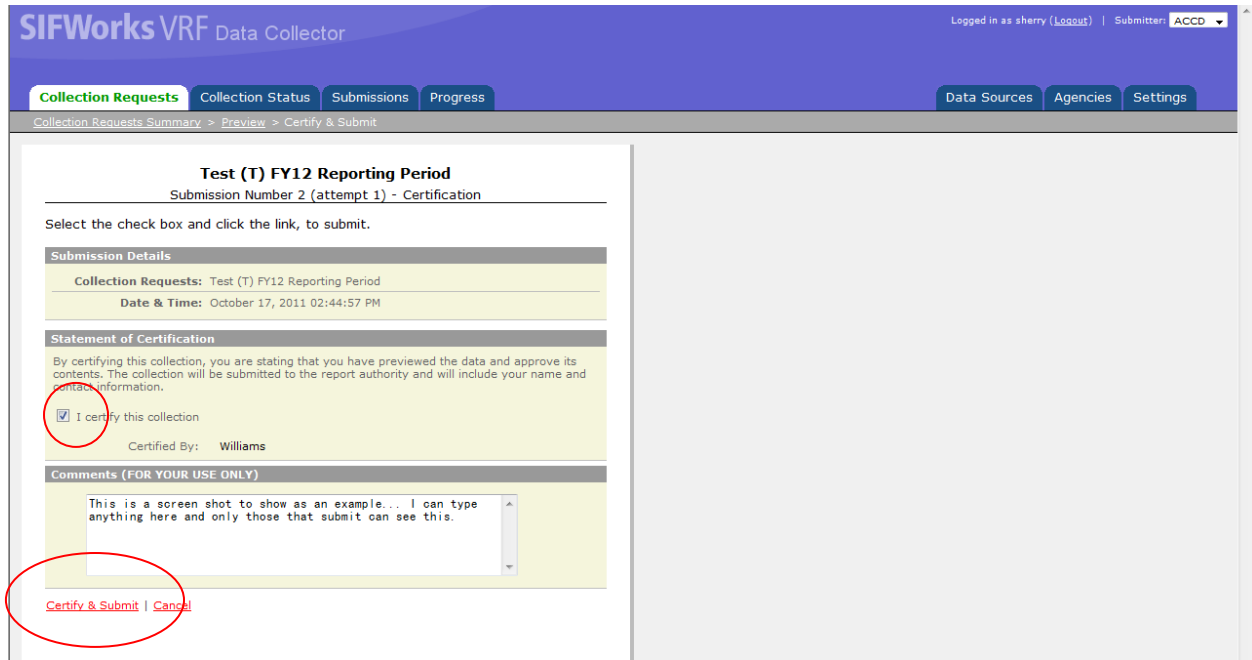 SIFWorks VRF Data Collector
Logged in as sherry (Logout) | Submitter: ACCD
Collection Requests Collection Status Submissions Progress Data Sources Agencies Settings
Collection Requests Summary > Preview > Certify & Submit
Test (T) FY12 Reporting Period
Submission Number 2 (attempt 1) - Certification
Select the check box and click the link, to submit.
Submission Details
Collection Requests: Test (T) FY12 Reporting Period
Date & Time: October 17, 2011 02:44:57 PM
Statement of Certification
By certifying this collection, you are stating that you have previewed the data and approve its
contents. The collection will be submitted to the report authority and will include your name and
contact information.
I certify this collection
Certified By: Williams
Comments (FOR YOUR USE ONLY)
This is a screen shot to show as an example... I can type
anything here and only those that submit can see this.
Certify & Submit | Cancel